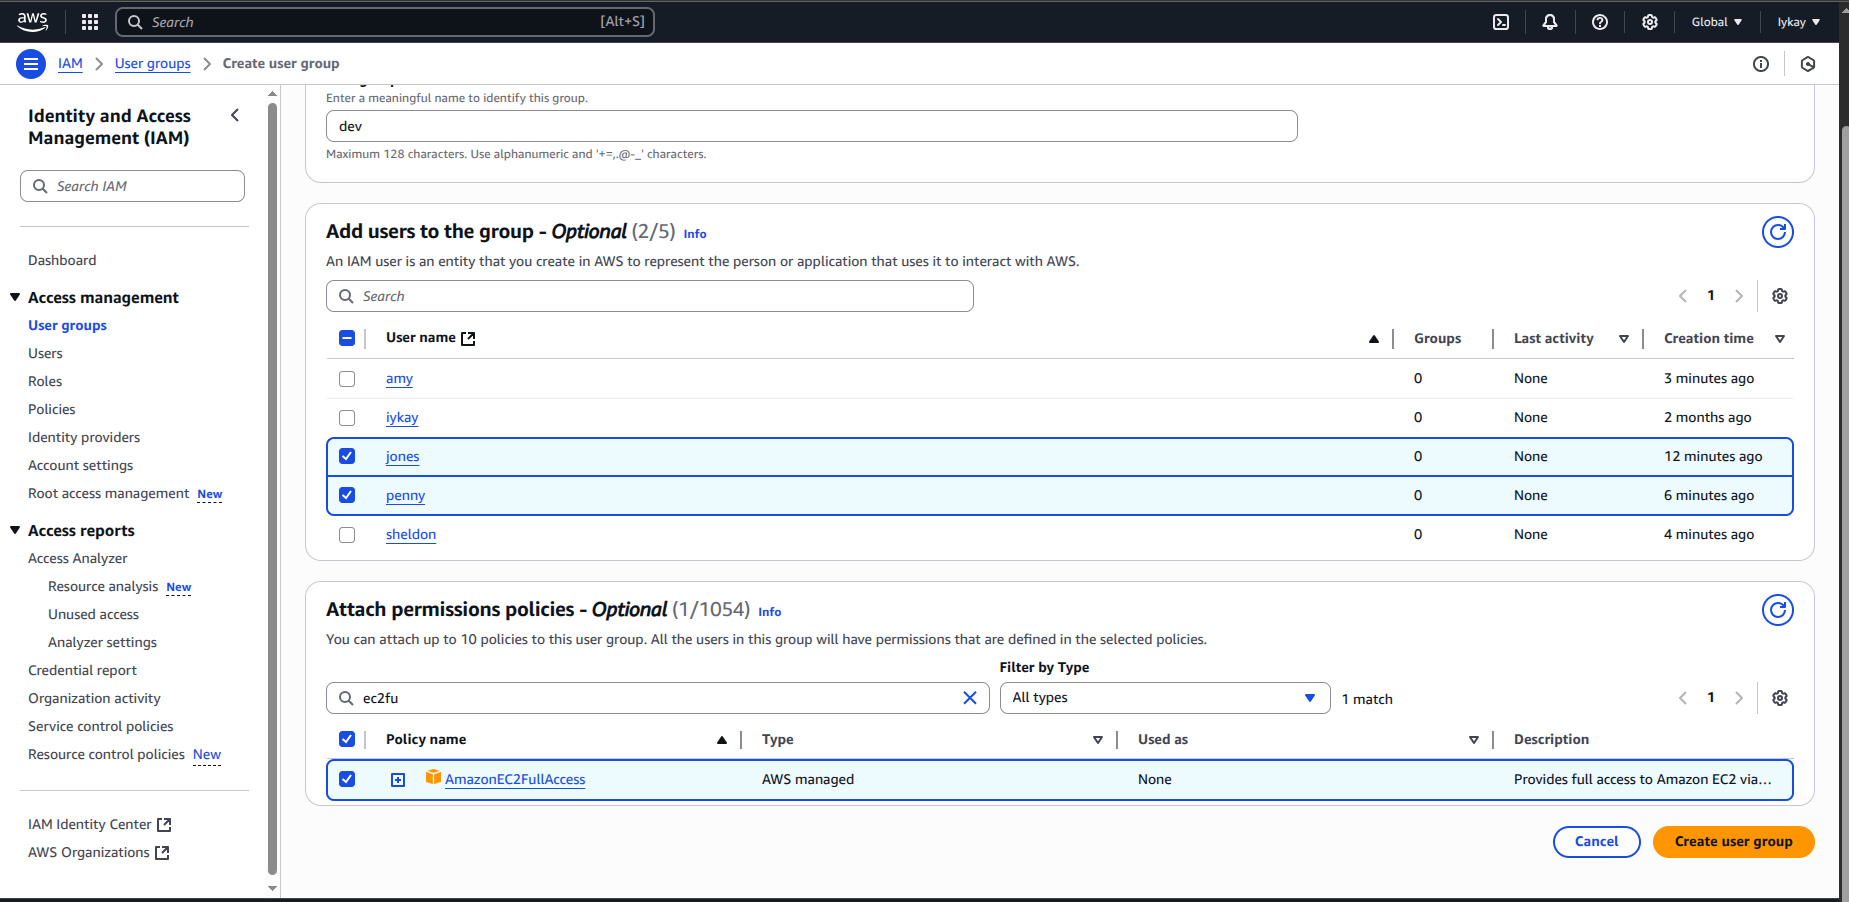 aws
Search [Alt+S]
Global
Iykay
IAM
User groups
Create user group
Identity and Access Management (IAM)
Search IAM
Dashboard
Access management
User groups
Users
Roles
Policies
Identity providers
Account settings
Root access management New
Access reports
Access Analyzer
Resource analysis New
Unused access
Analyzer settings
Credential report
Organization activity
Service control policies
Resource control policies New
IAM Identity Center
AWS Organizations
Enter a meaningful name to identify this group.
dev
Maximum 128 characters. Use alphanumeric and '+=,.@-_' characters.
Add users to the group - Optional (2/5) Info
An IAM user is an entity that you create in AWS to represent the person or application that uses it to interact with AWS.
Search
1
User name Groups Last activity Creation time
amy 0 None 3 minutes ago
iykay 0 None 2 months ago
jones 0 None 12 minutes ago
penny 0 None 6 minutes ago
sheldon 0 None 4 minutes ago
Attach permissions policies - Optional (1/1054) Info
You can attach up to 10 policies to this user group. All the users in this group will have permissions that are defined in the selected policies.
Filter by Type
ec2fu
All types
1 match
1
Policy name Type Used as Description
AmazonEC2FullAccess AWS managed None Provides full access to Amazon EC2 via...
Cancel
Create user group